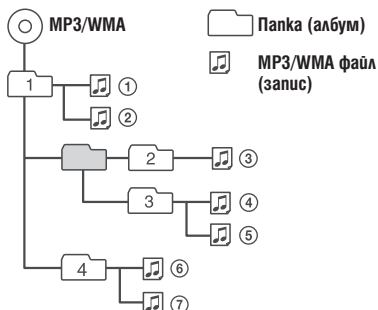 MP3/WMA
Папка (албум)
MP3/WMA файл
(запис)
1
①
②
2
③
3
④
⑤
4
⑥
⑦